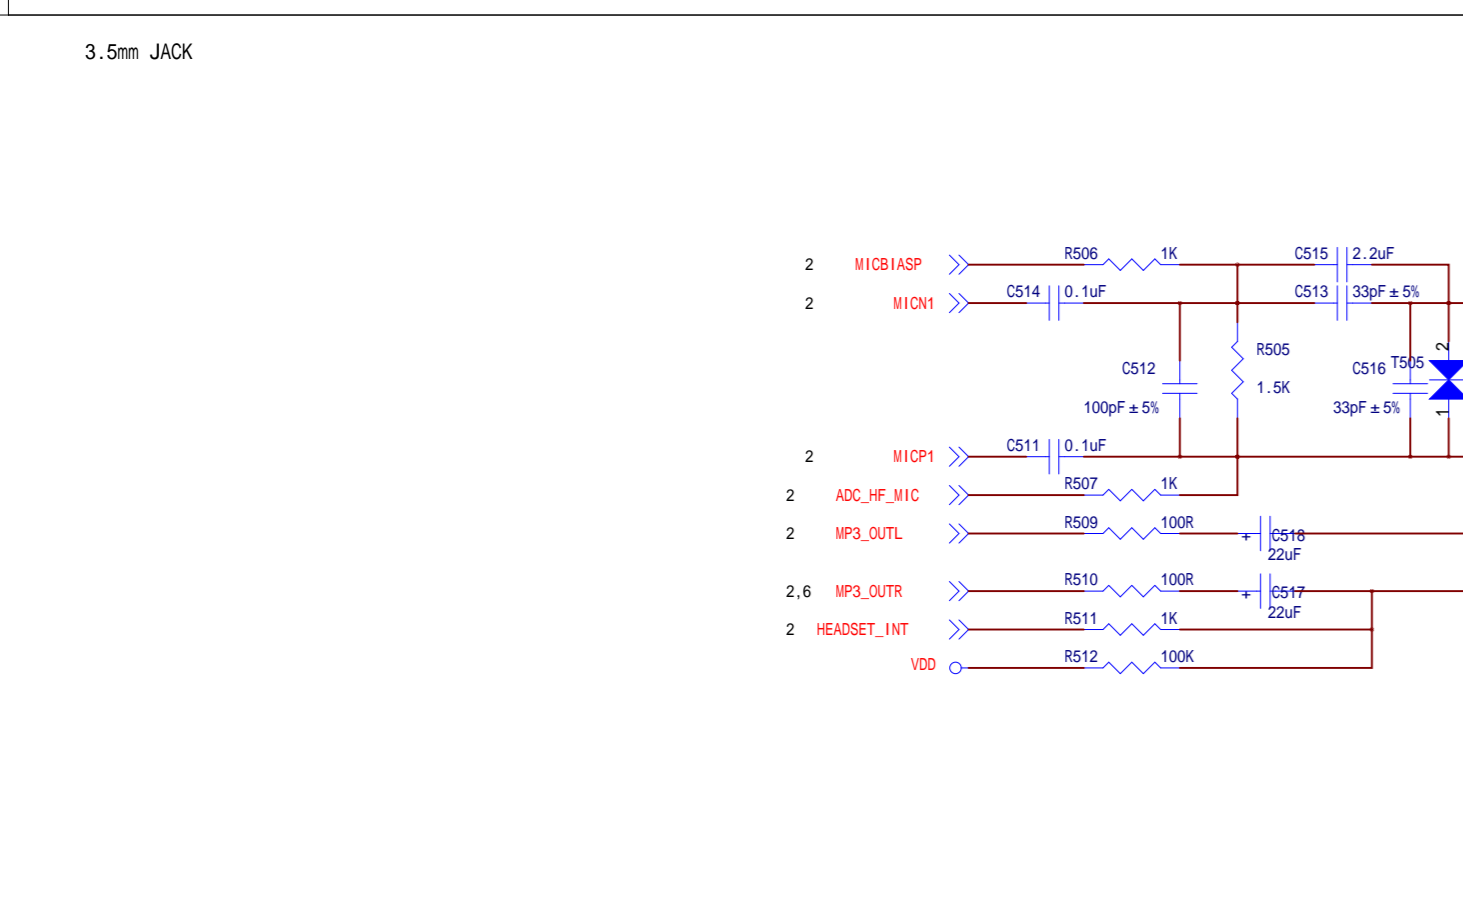 3.5mm JACK
2 MICBIASP R506 1K C515 2.2uF
2 MICN1 C514 0.1uF C513 33pF±5%
C512 100pF±5%
R505 1.5K
C516 33pF±5%
T505 2 1
2 MICP1 C511 0.1uF
2 ADC_HF_MIC R507 1K
2 MP3_OUTL R509 100R + C518 22uF
2,6 MP3_OUTR R510 100R + C517 22uF
2 HEADSET_INT R511 1K
VDD R512 100K